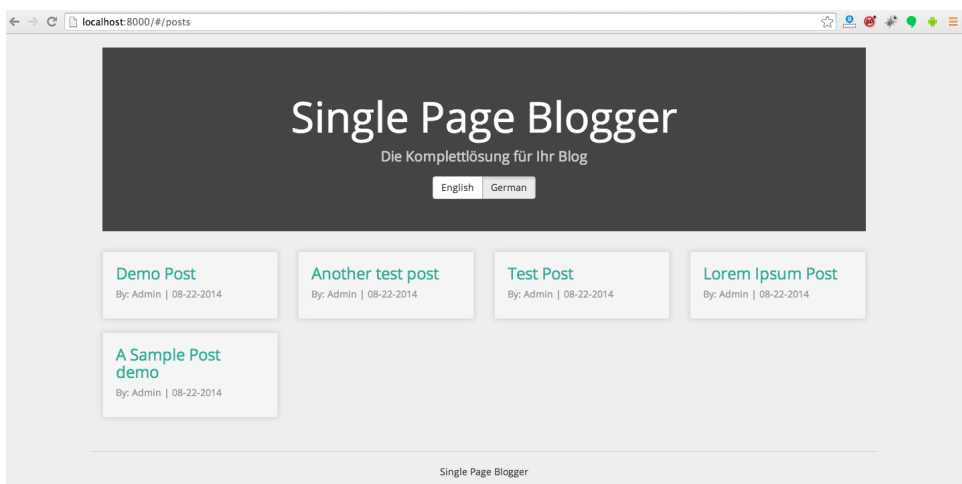 localhost:8000/#/posts
Single Page Blogger
Die Komplettlösung für Ihr Blog
English German
Demo Post
By: Admin | 08-22-2014
Another test post
By: Admin | 08-22-2014
Test Post
By: Admin | 08-22-2014
Lorem Ipsum Post
By: Admin | 08-22-2014
A Sample Post
demo
By: Admin | 08-22-2014
Single Page Blogger